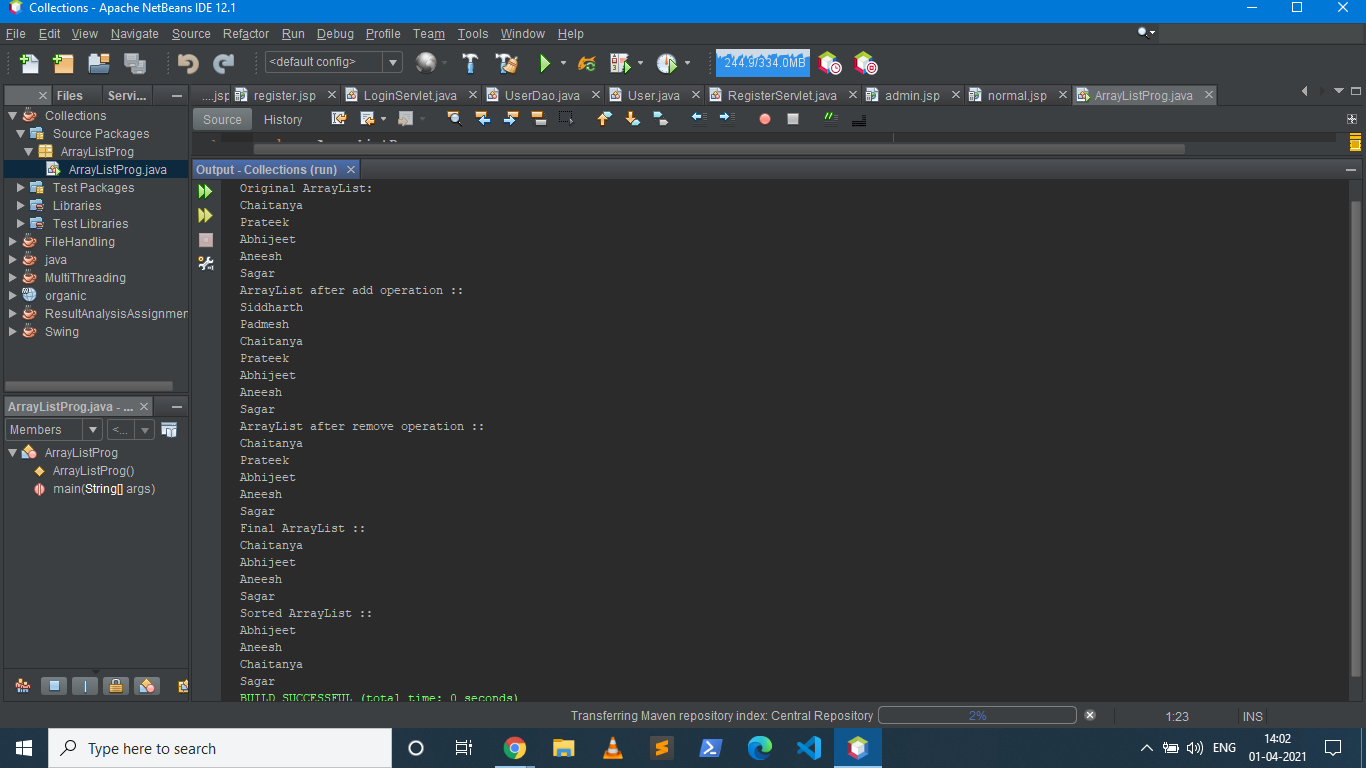 Collections - Apache NetBeans IDE 12.1
File Edit View Navigate Source Refactor Run Debug Profile Team Tools Window Help
<default config>
244.9/334.0MB
Files Servi...
....jsp register.jsp LoginServlet.java UserDao.java User.java RegisterServlet.java admin.jsp normal.jsp ArrayListProg.java
Source History
Collections
Source Packages
ArrayListProg
ArrayListProg.java
Test Packages
Libraries
Test Libraries
FileHandling
java
MultiThreading
organic
ResultAnalysisAssignmen
Swing
ArrayListProg.java - ...
Members <...
ArrayListProg
ArrayListProg()
main(String[] args)
Output - Collections (run)
Original ArrayList:
Chaitanya
Prateek
Abhijeet
Aneesh
Sagar
ArrayList after add operation ::
Siddharth
Padmesh
Chaitanya
Prateek
Abhijeet
Aneesh
Sagar
ArrayList after remove operation ::
Chaitanya
Prateek
Abhijeet
Aneesh
Sagar
Final ArrayList ::
Chaitanya
Abhijeet
Aneesh
Sagar
Sorted ArrayList ::
Abhijeet
Aneesh
Chaitanya
Sagar
BUILD SUCCESSFUL (total time: 0 seconds)
Transferring Maven repository index: Central Repository 2% 1:23 INS
Type here to search
ENG
14:02
01-04-2021